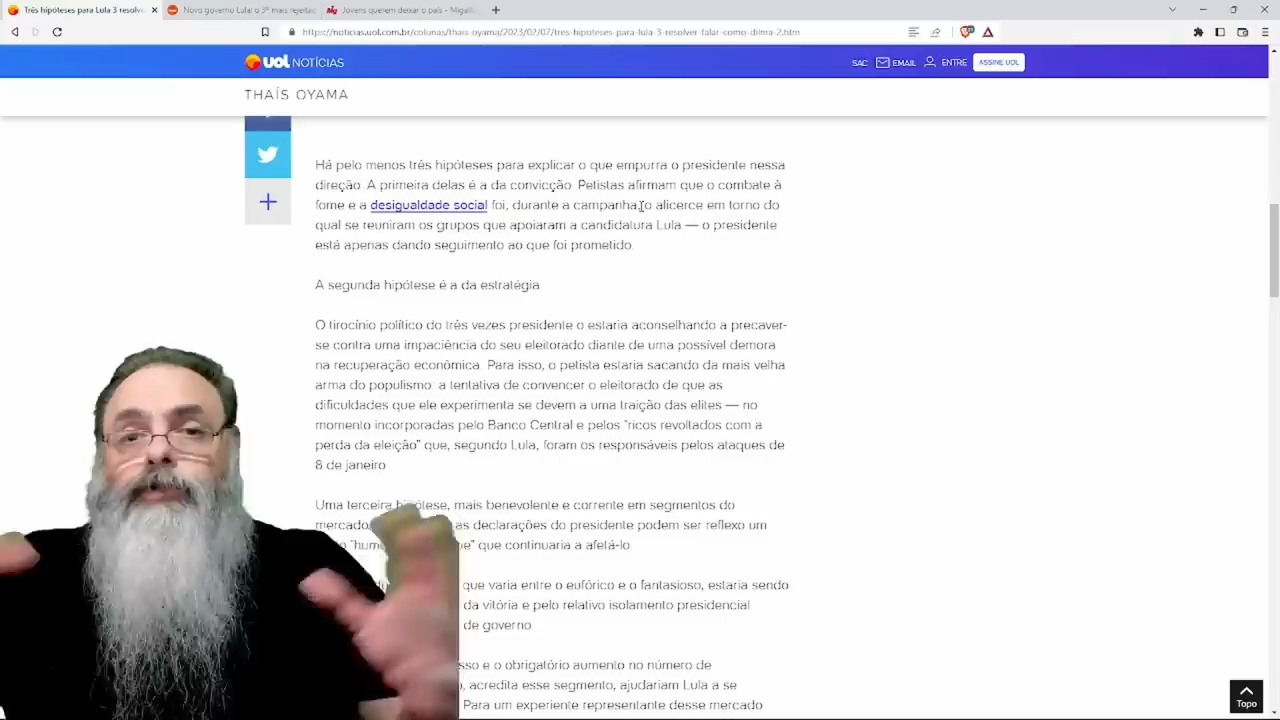 Três hipóteses para Lula 3 resolve
Novo governo Lula: o 3º mais rejeitad
Jovens querem deixar o país - Migall
https://noticias.uol.com.br/colunas/thais-oyama/2023/02/07/tres-hipoteses-para-lula-3-resolver-falar-como-dilma-2.htm
UOL NOTÍCIAS
SAC EMAIL ENTRE ASSINE UOL
THAÍS OYAMA
Há pelo menos três hipóteses para explicar o que empurra o presidente nessa
direção. A primeira delas é a da convicção. Petistas afirmam que o combate à
fome e a desigualdade social foi, durante a campanha, o alicerce em torno do
qual se reuniram os grupos que apoiaram a candidatura Lula — o presidente
está apenas dando seguimento ao que foi prometido.
A segunda hipótese é a da estratégia.
O tirocínio político do três vezes presidente o estaria aconselhando a precaver-
se contra uma impaciência do seu eleitorado diante de uma possível demora
na recuperação econômica. Para isso, o petista estaria sacando da mais velha
arma do populismo: a tentativa de convencer o eleitorado de que as
dificuldades que ele experimenta se devem a uma traição das elites — no
momento incorporadas pelo Banco Central e pelos "ricos revoltados com a
perda da eleição" que, segundo Lula, foram os responsáveis pelos ataques de
8 de janeiro.
Uma terceira hipótese, mais benevolente e corrente em segmentos do
mercado as declarações do presidente podem ser reflexo um
que continuaria a afetá-lo.
que varia entre o eufórico e o fantasioso, estaria sendo
da vitória e pelo relativo isolamento presidencial
de governo.
e o obrigatório aumento no número de
, acredita esse segmento, ajudariam Lula a se
Para um experiente representante desse mercado
Topo